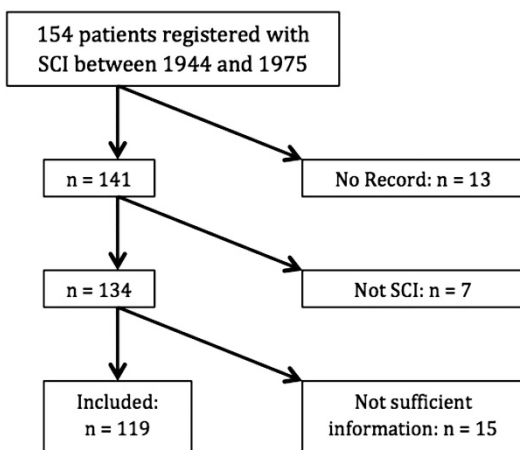 154 patients registered with
SCI between 1944 and 1975
n = 141
No Record: n = 13
n = 134
Not SCI: n = 7
Included:
n = 119
Not sufficient
information: n = 15